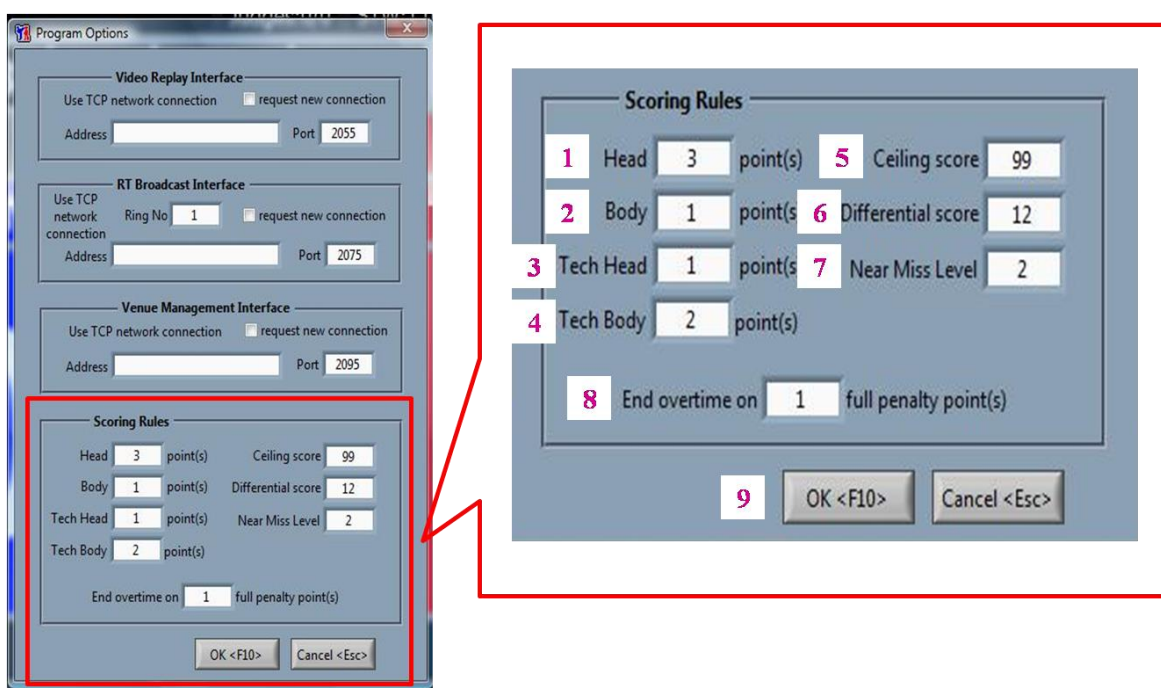 Program Options
Video Replay Interface
Use TCP network connection request new connection
Address Port 2055
RT Broadcast Interface
Use TCP
network
connection
Ring No 1 request new connection
Address Port 2075
Venue Management Interface
Use TCP network connection request new connection
Address Port 2095
Scoring Rules
Head 3 point(s) Ceiling score 99
Body 1 point(s) Differential score 12
Tech Head 1 point(s) Near Miss Level 2
Tech Body 2 point(s)
End overtime on 1 full penalty point(s)
OK <F10> Cancel <Esc>
Scoring Rules
1 Head 3 point(s) 5 Ceiling score 99
2 Body 1 point(s 6 Differential score 12
3 Tech Head 1 point(s 7 Near Miss Level 2
4 Tech Body 2 point(s)
8 End overtime on 1 full penalty point(s)
9 OK <F10> Cancel <Esc>